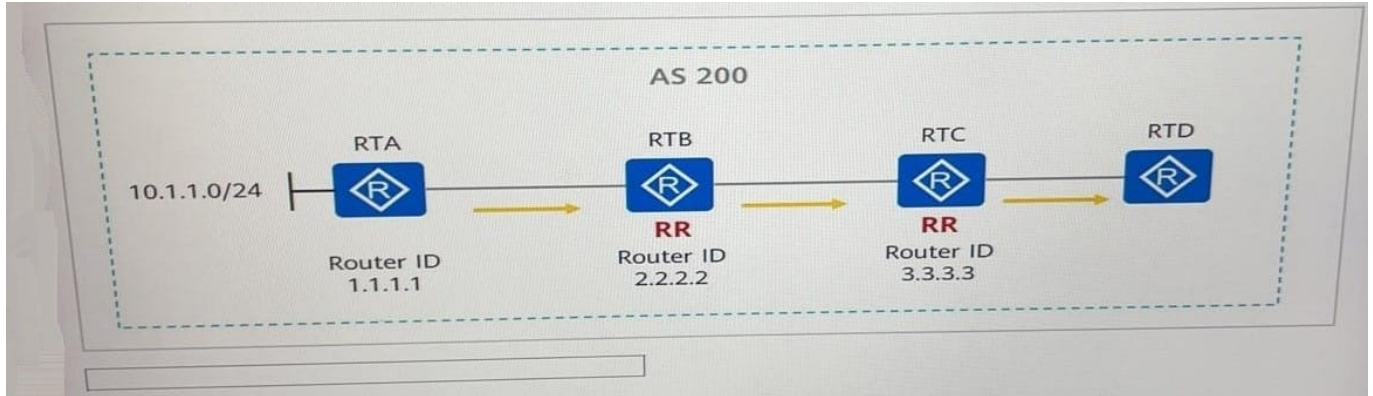 AS 200
RTA
RTB
RTC
RTD
10.1.1.0/24
R
R
R
R
RR
RR
Router ID
1.1.1.1
Router ID
2.2.2.2
Router ID
3.3.3.3